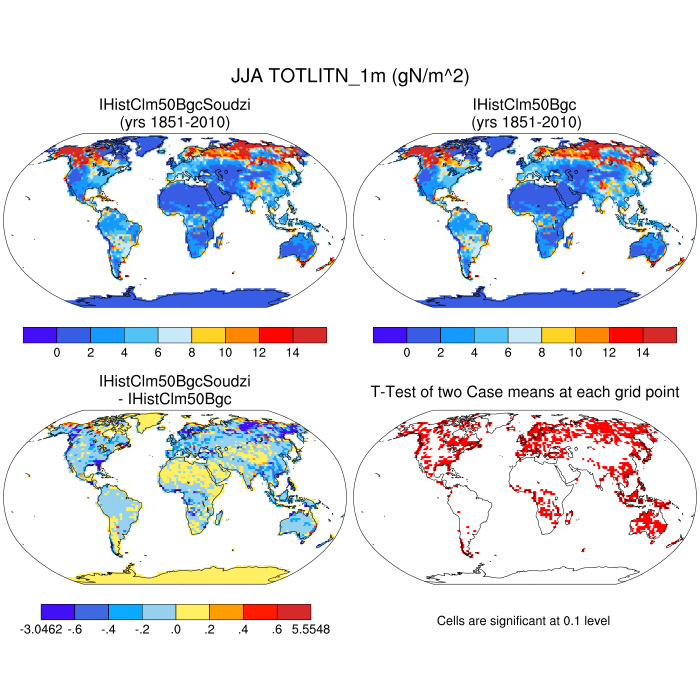 JJA TOTLITN_1m (gN/m^2)
IHistClm50BgcSoudzi
(yrs 1851-2010)
IHistClm50Bgc
(yrs 1851-2010)
0 2 4 6 8 10 12 14
0 2 4 6 8 10 12 14
IHistClm50BgcSoudzi
- IHistClm50Bgc
T-Test of two Case means at each grid point
-3.0462 -.6 -.4 -.2 .0 .2 .4 .6 5.5548
Cells are significant at 0.1 level